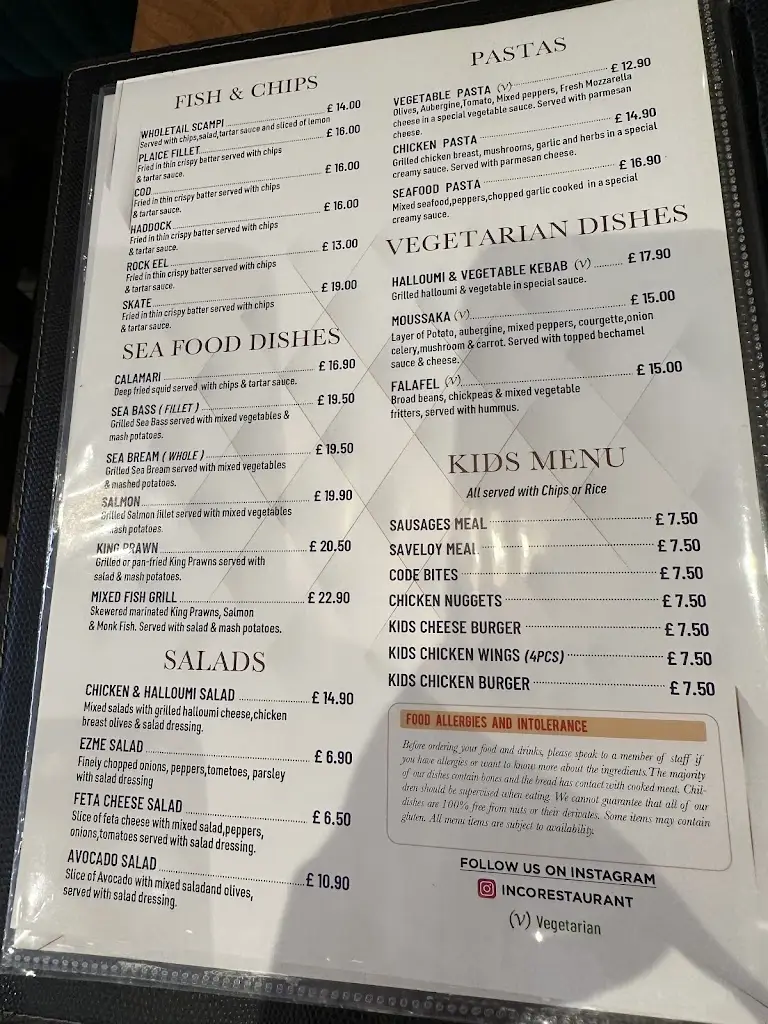 FISH & CHIPS
WHOLETAIL SCAMPI £ 14.00
Served with chips,salad,tartar sauce and sliced of lemon
PLAICE FILLET £ 16.00
Fried in thin crispy batter served with chips
& tartar sauce.
COD £ 16.00
Fried in thin crispy batter served with chips
& tartar sauce.
HADDOCK £ 16.00
Fried in thin crispy batter served with chips
& tartar sauce.
ROCK EEL £ 13.00
Fried in thin crispy batter served with chips
& tartar sauce.
SKATE £ 19.00
Fried in thin crispy batter served with chips
& tartar sauce.
SEA FOOD DISHES
CALAMARI £ 16.90
Deep fried squid served with chips & tartar sauce.
SEA BASS ( FILLET ) £ 19.50
Grilled Sea Bass served with mixed vegetables &
mash potatoes.
SEA BREAM ( WHOLE ) £ 19.50
Grilled Sea Bream served with mixed vegetables
& mashed potatoes.
SALMON £ 19.90
Grilled Salmon fillet served with mixed vegetables
mash potatoes.
KING PRAWN £ 20.50
Grilled or pan-fried King Prawns served with
salad & mash potatoes.
MIXED FISH GRILL £ 22.90
Skewered marinated King Prawns, Salmon
& Monk Fish. Served with salad & mash potatoes.
SALADS
CHICKEN & HALLOUMI SALAD £ 14.90
Mixed salads with grilled halloumi cheese,chicken
breast olives & salad dressing.
EZME SALAD £ 6.90
Finely chopped onions, peppers,tometoes, parsley
with salad dressing
FETA CHEESE SALAD £ 6.50
Slice of feta cheese with mixed salad,peppers,
onions,tomatoes served with salad dressing.
AVOCADO SALAD £ 10.90
Slice of Avocado with mixed saladand olives,
served with salad dressing.
PASTAS
VEGETABLE PASTA (V) £ 12.90
Olives, Aubergine,Tomato, Mixed peppers, Fresh Mozzarella
cheese in a special vegetable sauce. Served with parmesan
cheese.
CHICKEN PASTA £ 14.90
Grilled chicken breast, mushrooms, garlic and herbs in a special
creamy sauce. Served with parmesan cheese.
SEAFOOD PASTA £ 16.90
Mixed seafood,peppers,chopped garlic cooked in a special
creamy sauce.
VEGETARIAN DISHES
HALLOUMI & VEGETABLE KEBAB (V) £ 17.90
Grilled halloumi & vegetable in special sauce.
MOUSSAKA (V) £ 15.00
Layer of Potato, aubergine, mixed peppers, courgette,onion
celery,mushroom & carrot. Served with topped bechamel
sauce & cheese.
FALAFEL (V) £ 15.00
Broad beans, chickpeas & mixed vegetable
fritters, served with hummus.
KIDS MENU
All served with Chips or Rice
SAUSAGES MEAL £ 7.50
SAVELOY MEAL £ 7.50
CODE BITES £ 7.50
CHICKEN NUGGETS £ 7.50
KIDS CHEESE BURGER £ 7.50
KIDS CHICKEN WINGS (4PCS) £ 7.50
KIDS CHICKEN BURGER £ 7.50
FOOD ALLERGIES AND INTOLERANCE
Before ordering your food and drinks, please speak to a member of staff if
you have allergies or want to know more about the ingredients.The majority
of our dishes contain bones and the bread has contact with cooked meat. Chil-
dren should be supervised when eating. We cannot guarantee that all of our
dishes are 100% free from nuts or their derivates. Some items may contain
gluten. All menu items are subject to availability.
FOLLOW US ON INSTAGRAM
INCORESTAURANT
(V) Vegetarian